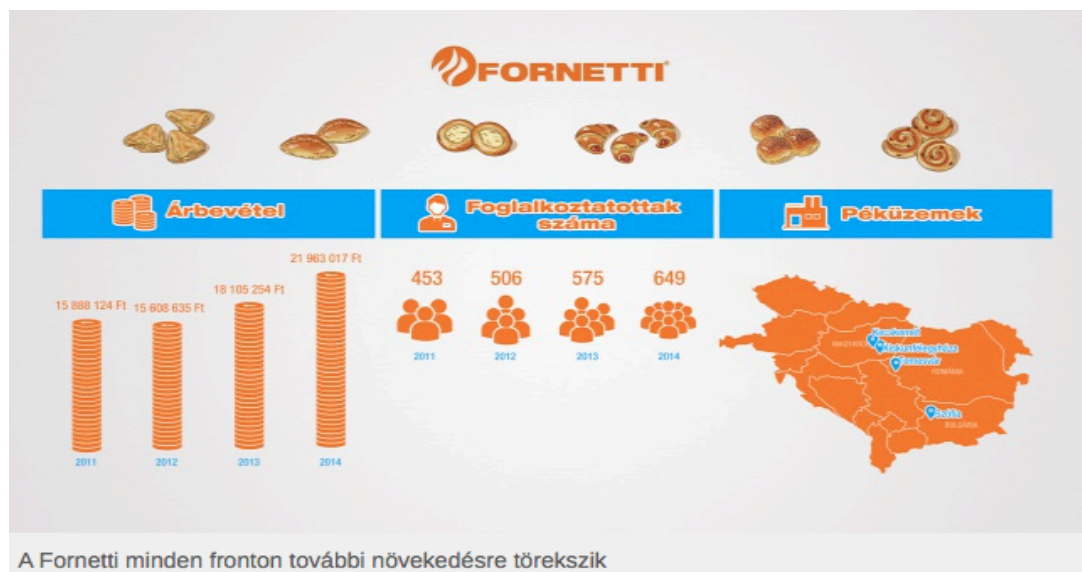 FORNETTI
Árbevétel
Foglalkoztatottak
száma
Péküzemek
15 888 124 Ft
15 608 635 Ft
18 105 254 Ft
21 963 017 Ft
2011
2012
2013
2014
453
506
575
649
2011
2012
2013
2014
Kecskemét
Kiskunfélegyháza
Temesvár
ROMÁNIA
Szófia
BULGÁRIA
A Fornetti minden fronton további növekedésre törekszik